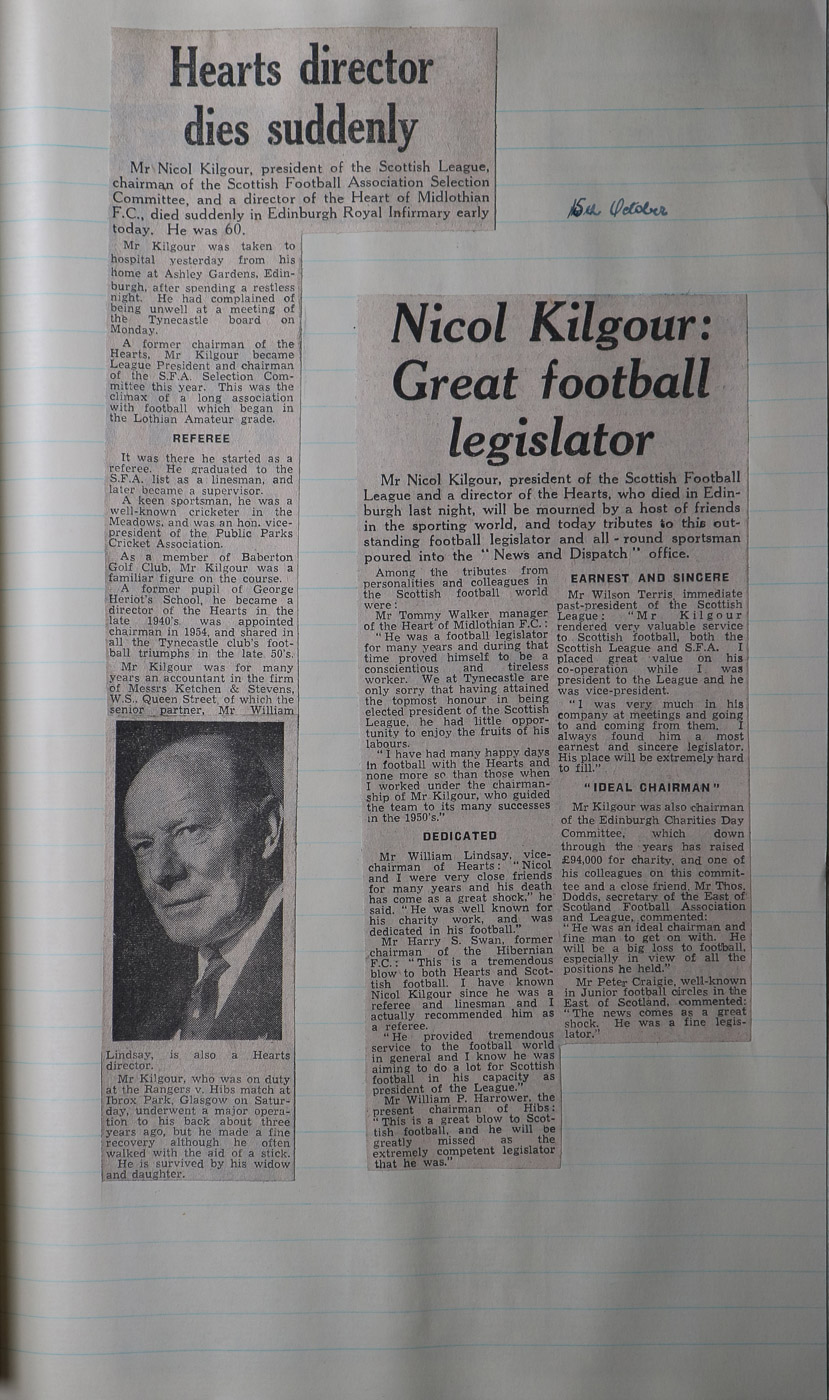 Hearts director
dies suddenly
Mr Nicol Kilgour, president of the Scottish League,
chairman of the Scottish Football Association Selection
Committee, and a director of the Heart of Midlothian
F.C., died suddenly in Edinburgh Royal Infirmary early
today. He was 60.
Mr Kilgour was taken to
hospital yesterday from his
home at Ashley Gardens, Edin-
burgh, after spending a restless
night. He had complained of
being unwell at a meeting of
the Tynecastle board on
Monday.
A former chairman of the
Hearts, Mr Kilgour became
League President and chairman
of the S.F.A. Selection Com-
mittee this year. This was the
climax of a long association
with football which began in
the Lothian Amateur grade.
REFEREE
It was there he started as a
referee. He graduated to the
S.F.A. list as a linesman, and
later became a supervisor.
A keen sportsman, he was a
well-known cricketer in the
Meadows, and was an hon. vice-
president of the Public Parks
Cricket Association.
As a member of Baberton
Golf Club, Mr Kilgour was a
familiar figure on the course.
A former pupil of George
Heriot's School, he became a
director of the Hearts in the
late 1940's, was appointed
chairman in 1954, and shared in
all the Tynecastle club's foot-
ball triumphs in the late 50's.
Mr Kilgour was for many
years an accountant in the firm
of Messrs Ketchen & Stevens,
W.S., Queen Street, of which the
senior partner, Mr William
Lindsay, is also a Hearts
director.
Mr Kilgour, who was on duty
at the Rangers v. Hibs match at
Ibrox Park, Glasgow on Satur-
day, underwent a major opera-
tion to his back about three
years ago, but he made a fine
recovery although he often
walked with the aid of a stick.
He is survived by his widow
and daughter.
15th October
Nicol Kilgour:
Great football
legislator
Mr Nicol Kilgour, president of the Scottish Football
League and a director of the Hearts, who died in Edin-
burgh last night, will be mourned by a host of friends
in the sporting world, and today tributes to this out-
standing football legislator and all-round sportsman
poured into the "News and Dispatch" office.
Among the tributes from
personalities and colleagues in
the Scottish football world
were:
Mr Tommy Walker, manager
of the Heart of Midlothian F.C.:
"He was a football legislator
for many years and during that
time proved himself to be a
conscientious and tireless
worker. We at Tynecastle are
only sorry that having attained
the topmost honour in being
elected president of the Scottish
League, he had little oppor-
tunity to enjoy the fruits of his
labours.
"I have had many happy days
in football with the Hearts and
none more so than those when
I worked under the chairman-
ship of Mr Kilgour, who guided
the team to its many successes
in the 1950's."
DEDICATED
Mr William Lindsay, vice-
chairman of Hearts: "Nicol
and I were very close friends
for many years and his death
has come as a great shock," he
said. "He was well known for
his charity work, and was
dedicated in his football."
Mr Harry S. Swan, former
chairman of the Hibernian
F.C.: "This is a tremendous
blow to both Hearts and Scot-
tish football. I have known
Nicol Kilgour since he was a
referee and linesman and I
actually recommended him as
a referee.
"He provided tremendous
service to the football world
in general and I know he was
aiming to do a lot for Scottish
football in his capacity as
president of the League."
Mr William P. Harrower, the
present chairman of Hibs:
"This is a great blow to Scot-
tish football, and he will be
greatly missed as the
extremely competent legislator
that he was."
EARNEST AND SINCERE
Mr Wilson Terris, immediate
past-president of the Scottish
League: "Mr Kilgour
rendered very valuable service
to Scottish football, both the
Scottish League and S.F.A. I
placed great value on his
co-operation while I was
president to the League and he
was vice-president.
"I was very much in his
company at meetings and going
to and coming from them. I
always found him a most
earnest and sincere legislator.
His place will be extremely hard
to fill."
"IDEAL CHAIRMAN"
Mr Kilgour was also chairman
of the Edinburgh Charities Day
Committee, which down
through the years has raised
£94,000 for charity, and one of
his colleagues on this commit-
tee and a close friend, Mr Thos.
Dodds, secretary of the East of
Scotland Football Association
and League, commented:
"He was an ideal chairman and
fine man to get on with. He
will be a big loss to football,
especially in view of all the
positions he held."
Mr Peter Craigie, well-known
in Junior football circles in the
East of Scotland, commented:
"The news comes as a great
shock. He was a fine legis-
lator."